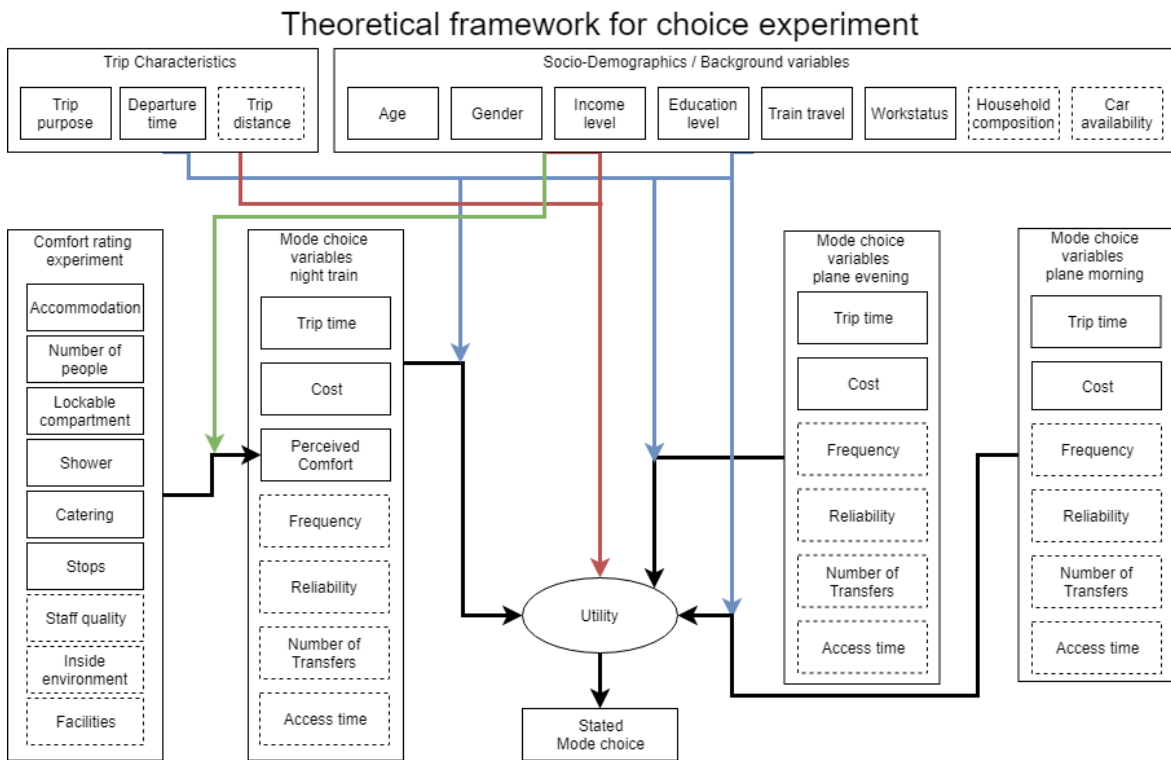 Theoretical framework for choice experiment
Trip Characteristics
Trip
purpose
Departure
time
Trip
distance
Socio-Demographics / Background variables
Age
Gender
Income
level
Education
level
Train travel
Workstatus
Household
composition
Car
availability
Comfort rating
experiment
Accommodation
Number of
people
Lockable
compartment
Shower
Catering
Stops
Staff quality
Inside
environment
Facilities
Mode choice
variables
night train
Trip time
Cost
Perceived
Comfort
Frequency
Reliability
Number of
Transfers
Access time
Utility
Stated
Mode choice
Mode choice
variables
plane evening
Trip time
Cost
Frequency
Reliability
Number of
Transfers
Access time
Mode choice
variables
plane morning
Trip time
Cost
Frequency
Reliability
Number of
Transfers
Access time